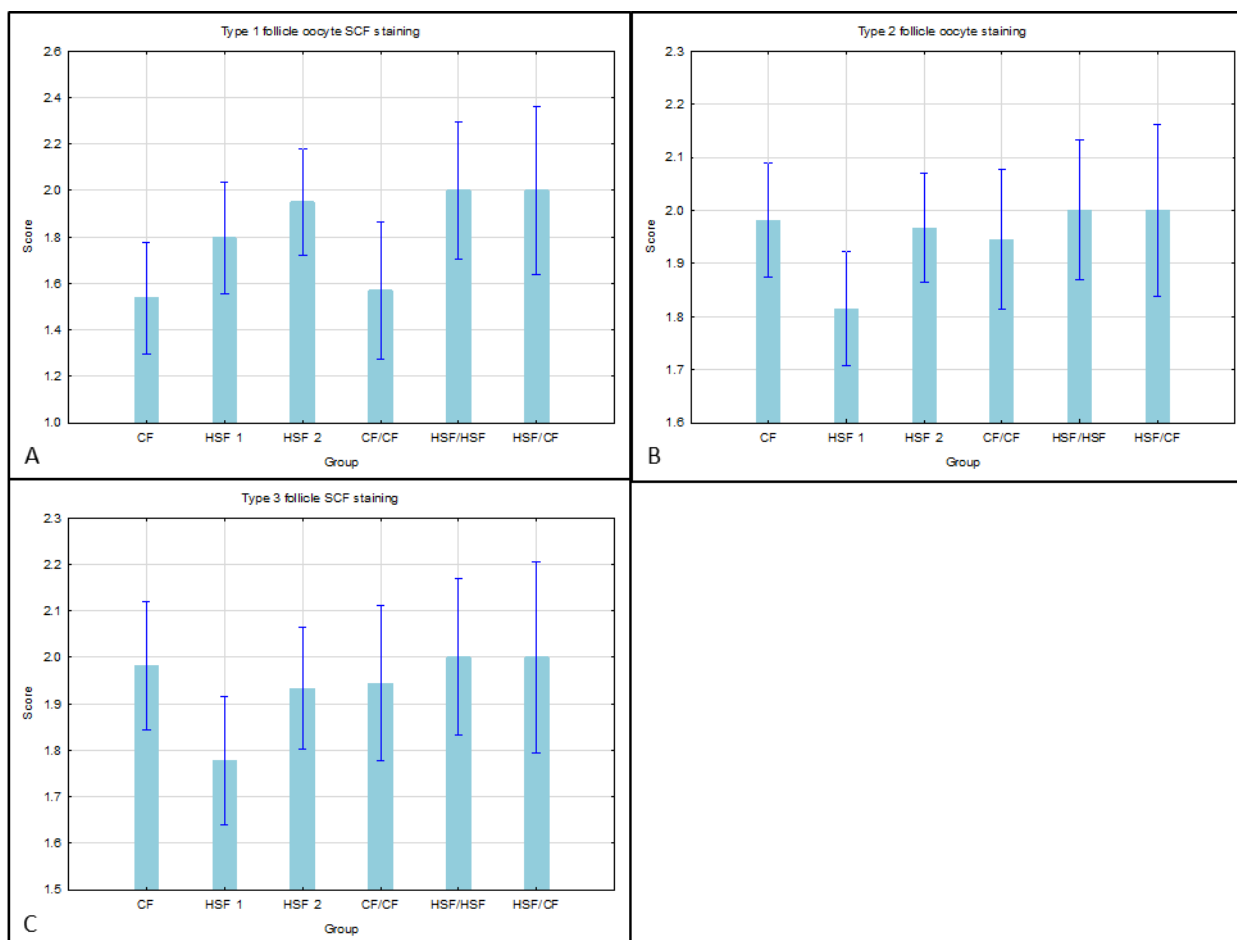 Type 1 follicle oocyte SCF staining
2.6
2.4
2.2
2.0
1.8
1.6
1.4
1.2
1.0
Score
CF HSF 1 HSF 2 CF/CF HSF/HSF HSF/CF
Group
A
Type 2 follicle oocyte staining
2.3
2.2
2.1
2.0
1.9
1.8
1.7
1.6
Score
CF HSF 1 HSF 2 CF/CF HSF/HSF HSF/CF
Group
B
Type 3 follicle SCF staining
2.3
2.2
2.1
2.0
1.9
1.8
1.7
1.6
1.5
Score
CF HSF 1 HSF 2 CF/CF HSF/HSF HSF/CF
Group
C